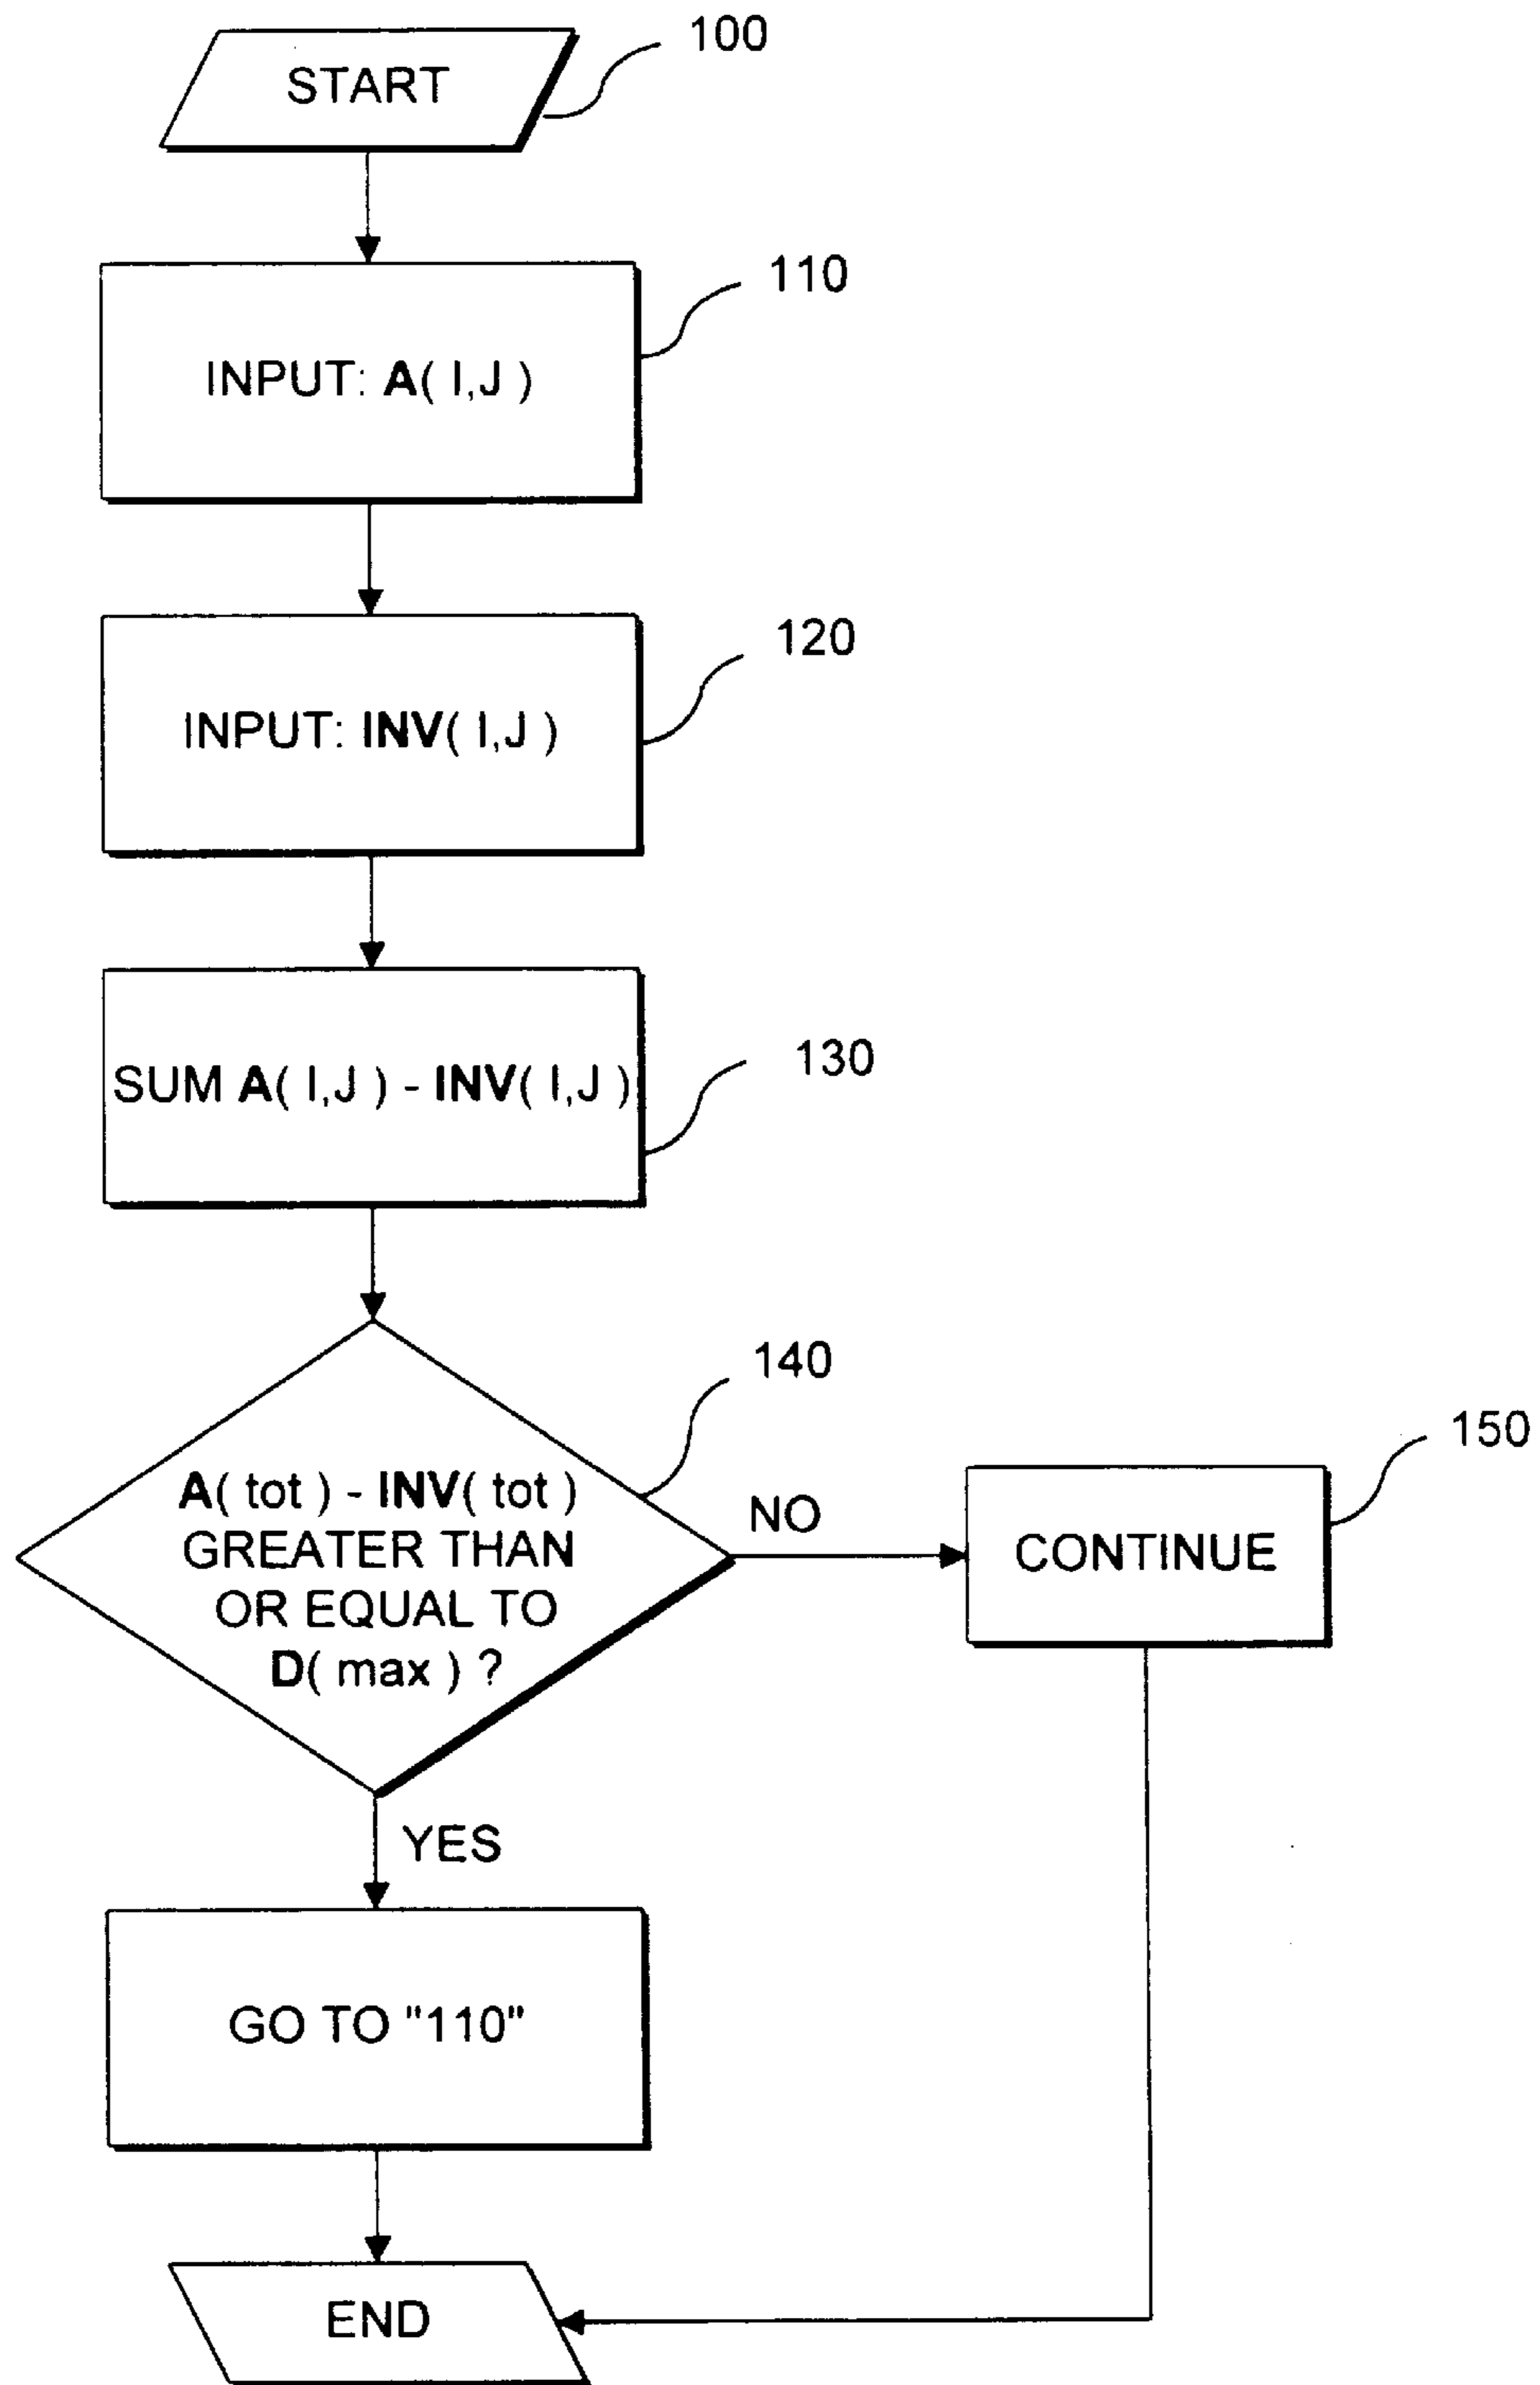 START
100
INPUT: A( I,J )
110
INPUT: INV( I,J )
120
SUM A( I,J ) - INV( I,J )
130
A( tot ) - INV( tot )
GREATER THAN
OR EQUAL TO
D( max ) ?
140
NO
CONTINUE
150
YES
GO TO "110"
END